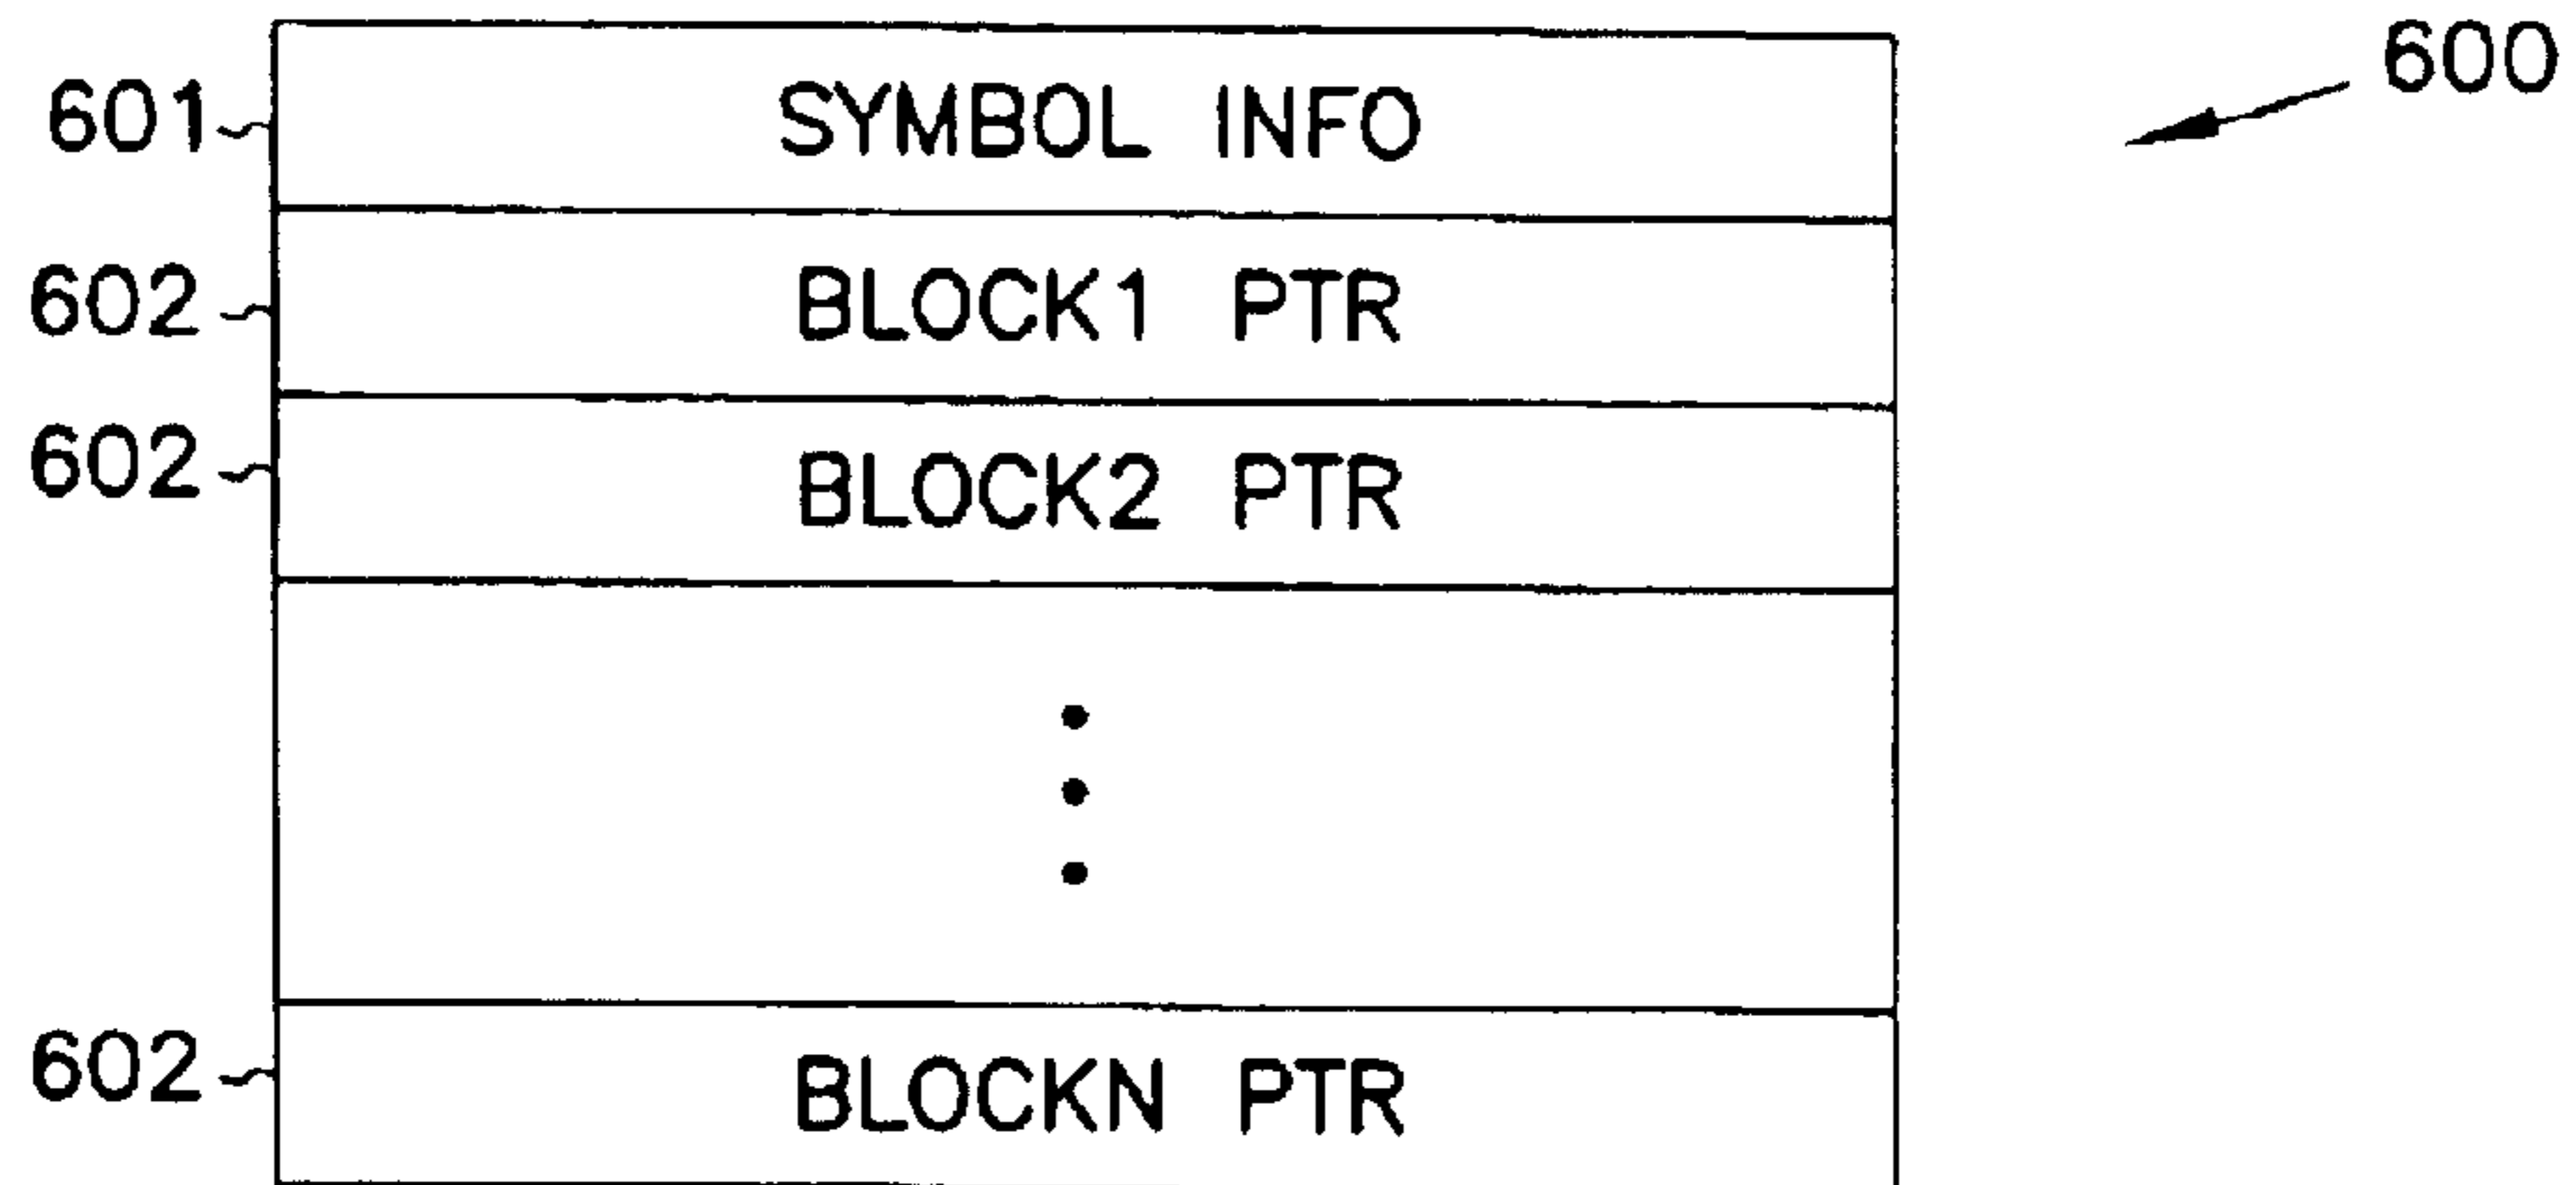 600
601 SYMBOL INFO
602 BLOCK1 PTR
602 BLOCK2 PTR
602 BLOCKN PTR